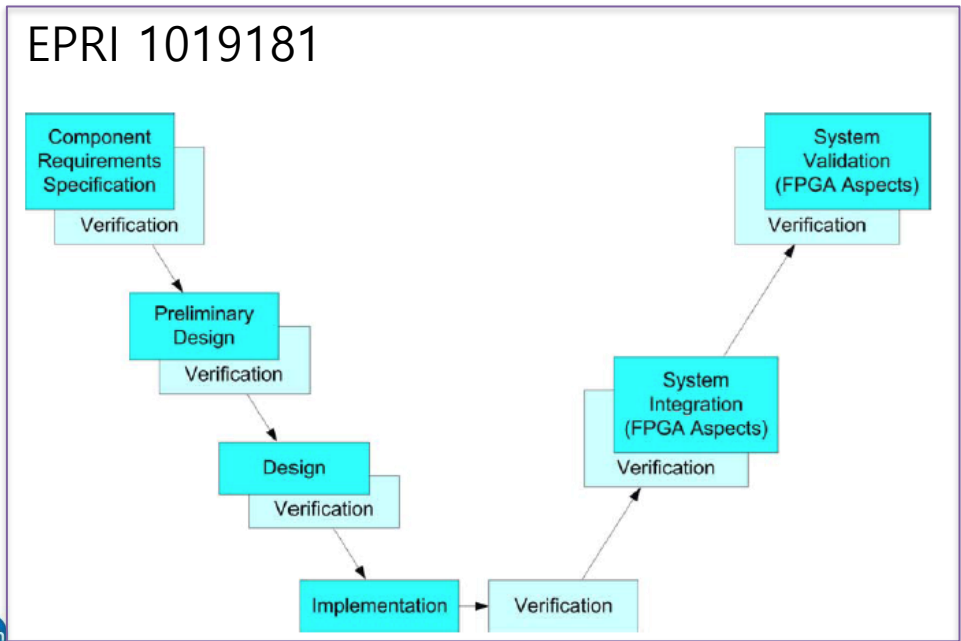 EPRI 1019181
Component
Requirements
Specification
Verification
Preliminary
Design
Verification
Design
Verification
Implementation
Verification
System
Integration
(FPGA Aspects)
Verification
System
Validation
(FPGA Aspects)
Verification